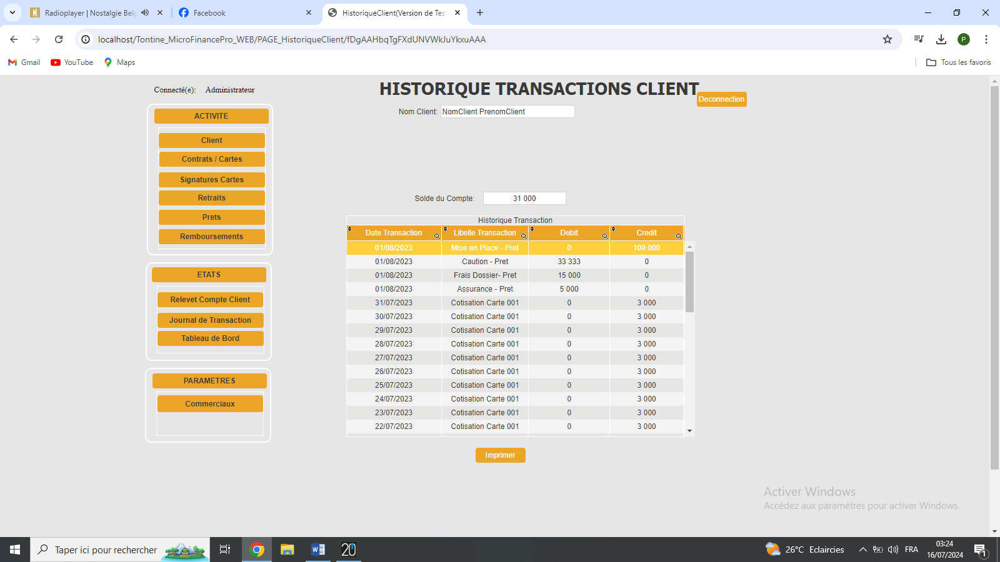 Radioplayer | Nostalgie Belg
Facebook
HistoriqueClient(Version de Test
localhost/Tontine_MicroFinancePro_WEB/PAGE_HistoriqueClient/fDgAAHbqTgFXdUNVWkJuYkxuAAA
P
Gmail
YouTube
Maps
Tous les favoris
Connecté(e): Administrateur
HISTORIQUE TRANSACTIONS CLIENT
Deconnection
Nom Client: NomClient PrenomClient
ACTIVITE
Client
Contrats / Cartes
Signatures Cartes
Retraits
Prets
Remboursements
ETATS
Relevet Compte Client
Journal de Transaction
Tableau de Bord
PARAMETRES
Commerciaux
Solde du Compte: 31 000
Historique Transaction
Date Transaction Libelle Transaction Debit Credit
01/08/2023 Mise en Place - Pret 0 100 000
01/08/2023 Caution - Pret 33 333 0
01/08/2023 Frais Dossier- Pret 15 000 0
01/08/2023 Assurance - Pret 5 000 0
31/07/2023 Cotisation Carte 001 0 3 000
30/07/2023 Cotisation Carte 001 0 3 000
29/07/2023 Cotisation Carte 001 0 3 000
28/07/2023 Cotisation Carte 001 0 3 000
27/07/2023 Cotisation Carte 001 0 3 000
26/07/2023 Cotisation Carte 001 0 3 000
25/07/2023 Cotisation Carte 001 0 3 000
24/07/2023 Cotisation Carte 001 0 3 000
23/07/2023 Cotisation Carte 001 0 3 000
22/07/2023 Cotisation Carte 001 0 3 000
Imprimer
Activer Windows
Accédez aux paramètres pour activer Windows.
Taper ici pour rechercher
20
26°C Eclaircies
FRA
03:24
16/07/2024
1